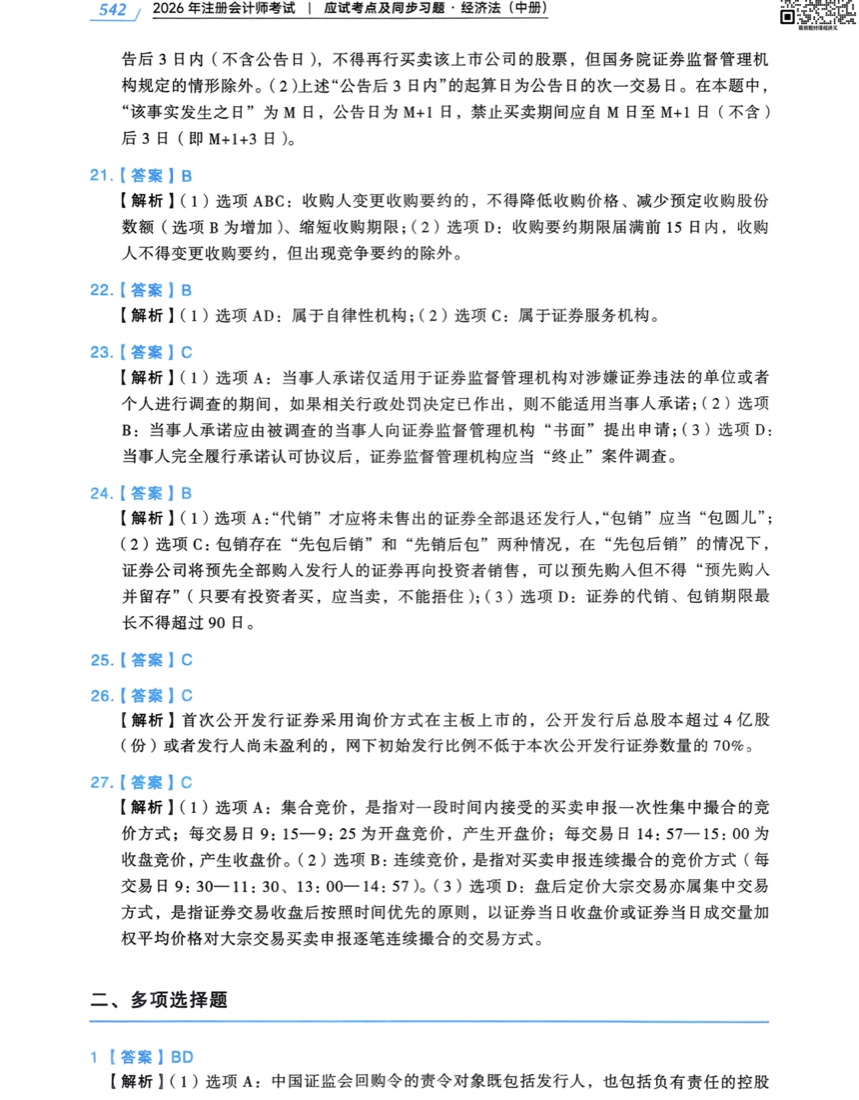 542 2026 年注册会计师考试 | 应试考点及同步习题·经济法（中册）
告后 3 日内（不含公告日），不得再行买卖该上市公司的股票，但国务院证券监督管理机
构规定的情形除外。（2）上述“公告后 3 日内”的起算日为公告日的次一交易日。在本题中，
“该事实发生之日”为 M 日，公告日为 M+1 日，禁止买卖期间应自 M 日至 M+1 日（不含）
后 3 日（即 M+1+3 日）。
21.【答案】B
【解析】（1）选项 ABC：收购人变更收购要约的，不得降低收购价格、减少预定收购股份
数额（选项 B 为增加）、缩短收购期限；（2）选项 D：收购要约期限届满前 15 日内，收购
人不得变更收购要约，但出现竞争要约的除外。
22.【答案】B
【解析】（1）选项 AD：属于自律性机构；（2）选项 C：属于证券服务机构。
23.【答案】C
【解析】（1）选项 A：当事人承诺仅适用于证券监督管理机构对涉嫌证券违法的单位或者
个人进行调查的期间，如果相关行政处罚决定已作出，则不能适用当事人承诺；（2）选项
B：当事人承诺应由被调查的当事人向证券监督管理机构“书面”提出申请；（3）选项 D：
当事人完全履行承诺认可协议后，证券监督管理机构应当“终止”案件调查。
24.【答案】B
【解析】（1）选项 A：“代销”才应将未售出的证券全部退还发行人，“包销”应当“包圆儿”；
（2）选项 C：包销存在“先包后销”和“先销后包”两种情况，在“先包后销”的情况下，
证券公司将预先全部购入发行人的证券再向投资者销售，可以预先购入但不得“预先购入
并留存”（只要有投资者买，应当卖，不能捂住）；（3）选项 D：证券的代销、包销期限最
长不得超过 90 日。
25.【答案】C
26.【答案】C
【解析】首次公开发行证券采用询价方式在主板上市的，公开发行后总股本超过 4 亿股
（份）或者发行人尚未盈利的，网下初始发行比例不低于本次公开发行证券数量的 70%。
27.【答案】C
【解析】（1）选项 A：集合竞价，是指对一段时间内接受的买卖申报一次性集中撮合的竞
价方式；每交易日 9：15—9：25 为开盘竞价，产生开盘价；每交易日 14：57—15：00 为
收盘竞价，产生收盘价。（2）选项 B：连续竞价，是指对买卖申报连续撮合的竞价方式（每
交易日 9：30—11：30、13：00—14：57）。（3）选项 D：盘后定价大宗交易亦属集中交易
方式，是指证券交易收盘后按照时间优先的原则，以证券当日收盘价或证券当日成交量加
权平均价格对大宗交易买卖申报逐笔连续撮合的交易方式。
二、多项选择题
1【答案】BD
【解析】（1）选项 A：中国证监会回购令的责令对象既包括发行人，也包括负有责任的控股